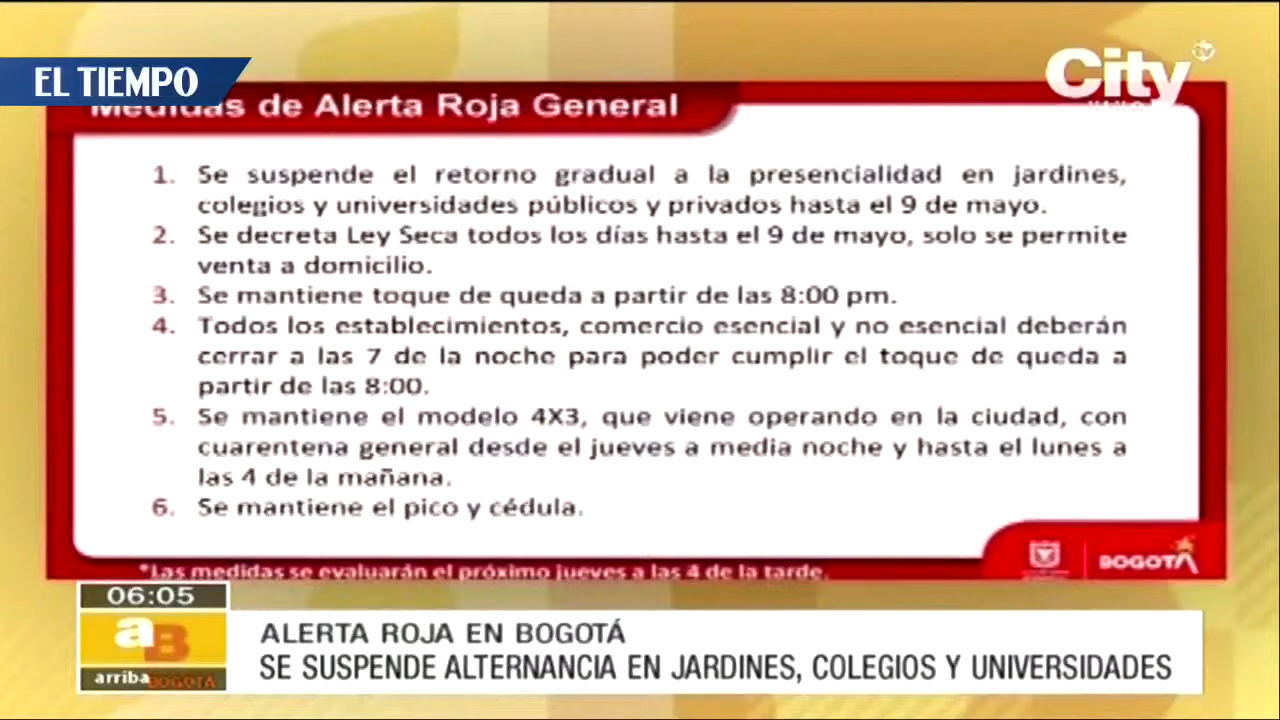 EL TIEMPO
City
Medidas de Alerta Roja General
1. Se suspende el retorno gradual a la presencialidad en jardines,
colegios y universidades públicos y privados hasta el 9 de mayo.
2. Se decreta Ley Seca todos los días hasta el 9 de mayo, solo se permite
venta a domicilio.
3. Se mantiene toque de queda a partir de las 8:00 pm.
4. Todos los establecimientos, comercio esencial y no esencial deberán
cerrar a las 7 de la noche para poder cumplir el toque de queda a
partir de las 8:00.
5. Se mantiene el modelo 4X3, que viene operando en la ciudad, con
cuarentena general desde el jueves a media noche y hasta el lunes a
las 4 de la mañana.
6. Se mantiene el pico y cédula.
BOGOTÁ
*Las medidas se evaluarán el próximo jueves a las 4 de la tarde.
06:05
aB
arriba BOGOTÁ
ALERTA ROJA EN BOGOTÁ
SE SUSPENDE ALTERNANCIA EN JARDINES, COLEGIOS Y UNIVERSIDADES